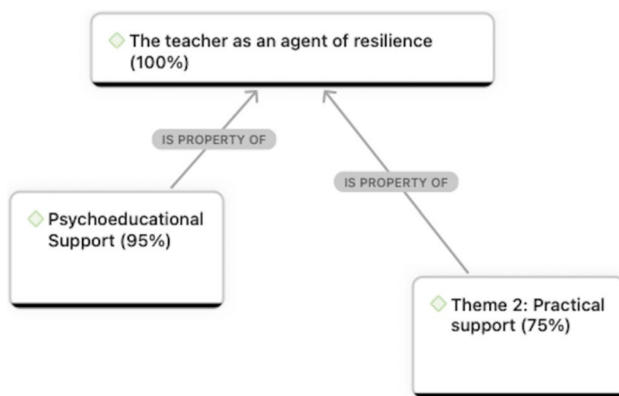 The teacher as an agent of resilience
(100%)
IS PROPERTY OF
IS PROPERTY OF
Psychoeducational
Support (95%)
Theme 2: Practical
support (75%)